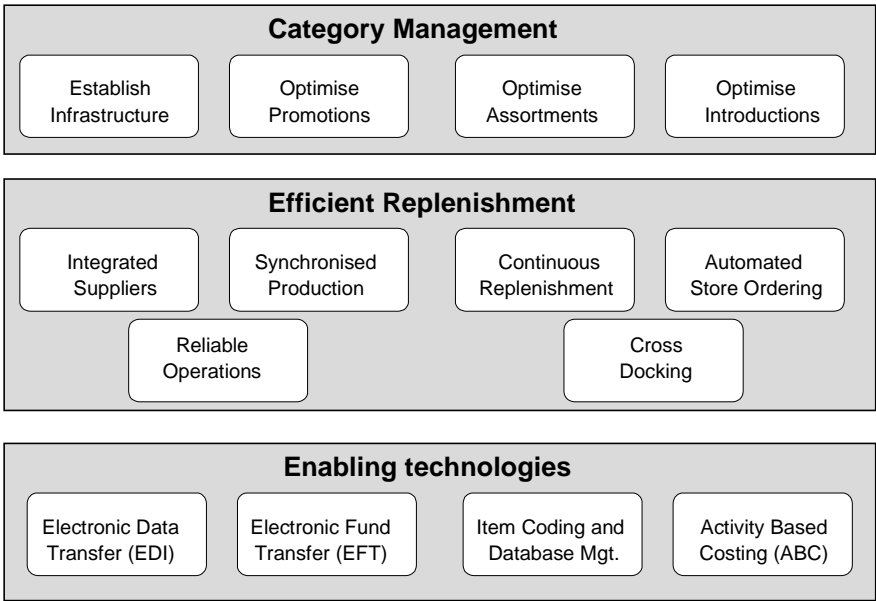 Category Management
Establish
Infrastructure
Optimise
Promotions
Optimise
Assortments
Optimise
Introductions
Efficient Replenishment
Integrated
Suppliers
Synchronised
Production
Continuous
Replenishment
Automated
Store Ordering
Reliable
Operations
Cross
Docking
Enabling technologies
Electronic Data
Transfer (EDI)
Electronic Fund
Transfer (EFT)
Item Coding and
Database Mgt.
Activity Based
Costing (ABC)